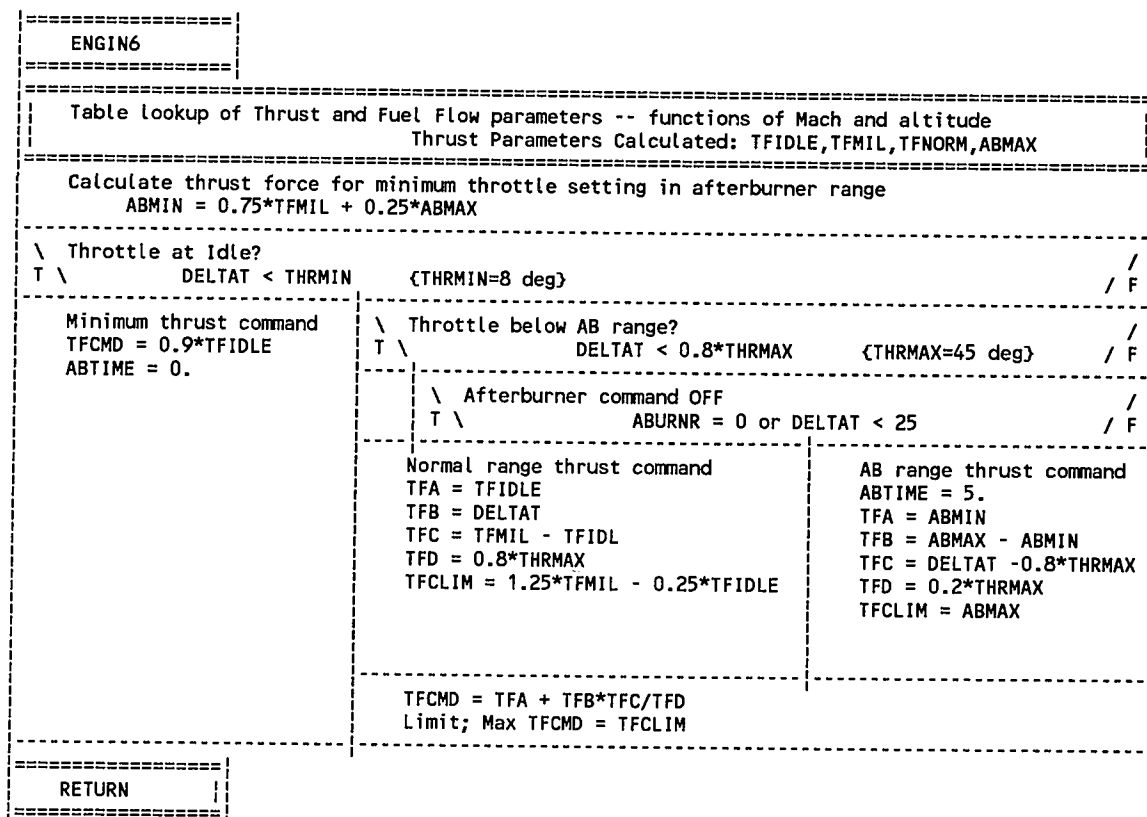 ENGIN6
Table lookup of Thrust and Fuel Flow parameters -- functions of Mach and altitude
Thrust Parameters Calculated: TFIDLE,TFMIL,TFNORM,ABMAX
Calculate thrust force for minimum throttle setting in afterburner range
ABMIN = 0.75*TFMIL + 0.25*ABMAX
\ Throttle at Idle? /
T \ DELTAT < THRMIN {THRMIN=8 deg} / F
Minimum thrust command
TFCMD = 0.9*TFIDLE
ABTIME = 0.
\ Throttle below AB range? /
T \ DELTAT < 0.8*THRMAX {THRMAX=45 deg} / F
\ Afterburner command OFF /
T \ ABURNR = 0 or DELTAT < 25 / F
Normal range thrust command
TFA = TFIDLE
TFB = DELTAT
TFC = TFMIL - TFIDL
TFD = 0.8*THRMAX
TFCLIM = 1.25*TFMIL - 0.25*TFIDLE
AB range thrust command
ABTIME = 5.
TFA = ABMIN
TFB = ABMAX - ABMIN
TFC = DELTAT -0.8*THRMAX
TFD = 0.2*THRMAX
TFCLIM = ABMAX
TFCMD = TFA + TFB*TFC/TFD
Limit; Max TFCMD = TFCLIM
RETURN